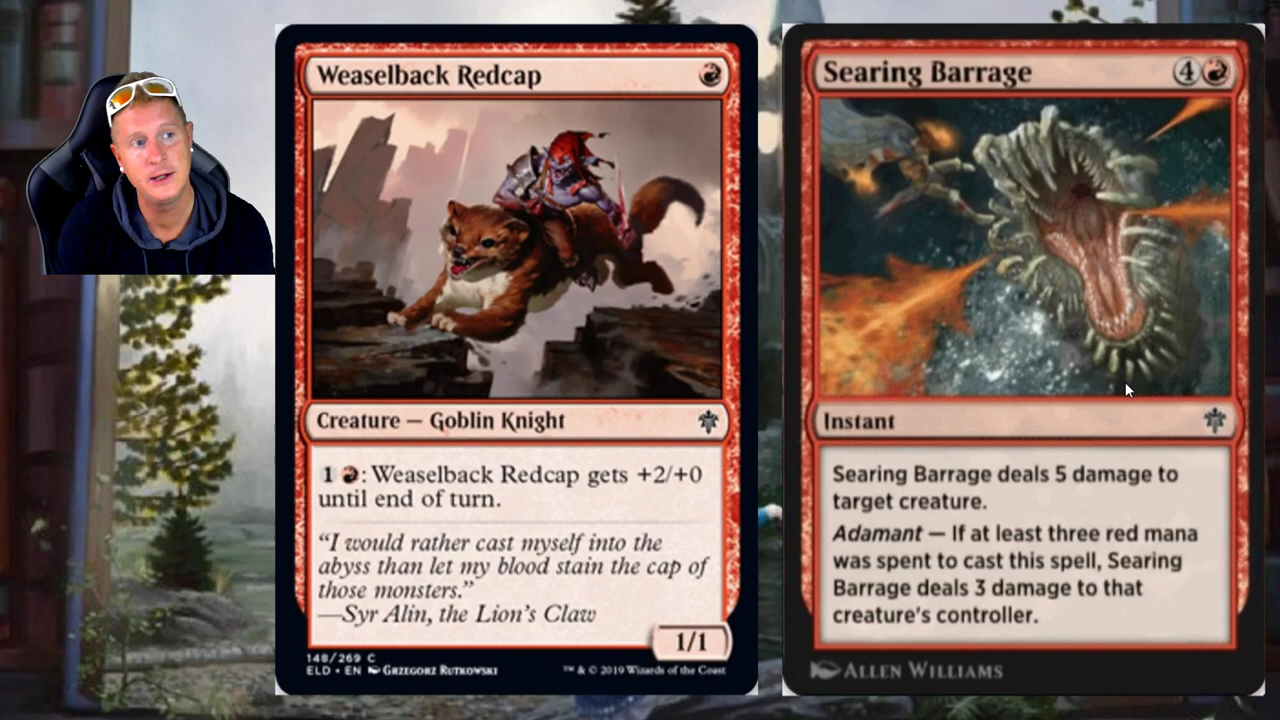 Weaselback Redcap
Creature — Goblin Knight
1 : Weaselback Redcap gets +2/+0
until end of turn.
“I would rather cast myself into the
abyss than let my blood stain the cap of
those monsters.”
—Syr Alin, the Lion’s Claw
1/1
148/269 C
ELD • EN Grzegorz Rutkowski
™ & © 2019 Wizards of the Coast
Searing Barrage 4
Instant
Searing Barrage deals 5 damage to
target creature.
Adamant — If at least three red mana
was spent to cast this spell, Searing
Barrage deals 3 damage to that
creature's controller.
Allen Williams